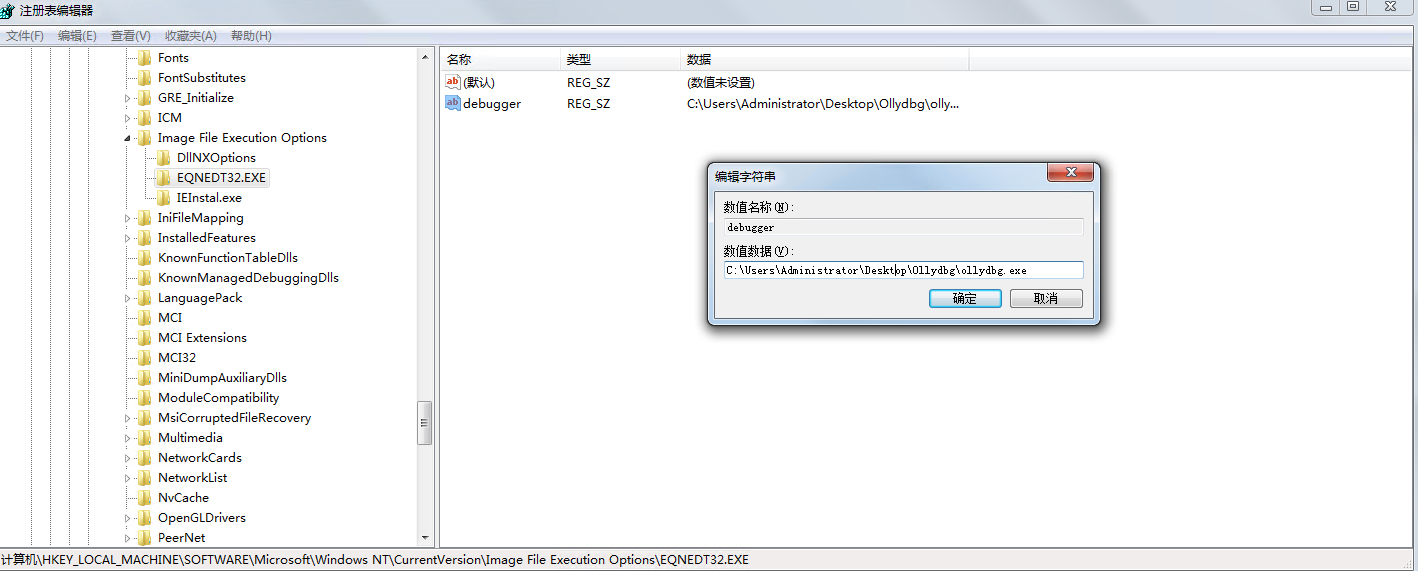 注册表编辑器
文件(F) 编辑(E) 查看(V) 收藏夹(A) 帮助(H)
Fonts
FontSubstitutes
GRE_Initialize
ICM
Image File Execution Options
DllNXOptions
EQNEDT32.EXE
IEInstal.exe
IniFileMapping
InstalledFeatures
KnownFunctionTableDlls
KnownManagedDebuggingDlls
LanguagePack
MCI
MCI Extensions
MCI32
MiniDumpAuxiliaryDlls
ModuleCompatibility
MsiCorruptedFileRecovery
Multimedia
NetworkCards
NetworkList
NvCache
OpenGLDrivers
PeerNet
名称 类型 数据
ab (默认) REG_SZ (数值未设置)
ab debugger REG_SZ C:\Users\Administrator\Desktop\Ollydbg\olly...
编辑字符串
数值名称(N):
debugger
数值数据(V):
C:\Users\Administrator\Desktop\Ollydbg\ollydbg.exe
确定 取消
计算机\HKEY_LOCAL_MACHINE\SOFTWARE\Microsoft\Windows NT\CurrentVersion\Image File Execution Options\EQNEDT32.EXE